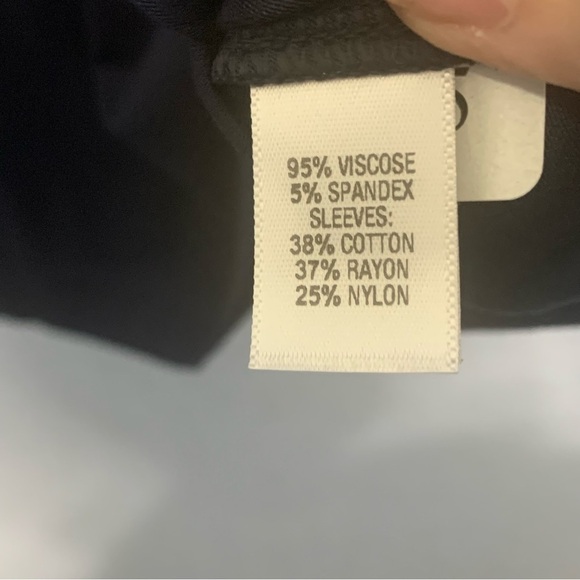 95% VISCOSE
5% SPANDEX
SLEEVES:
38% COTTON
37% RAYON
25% NYLON